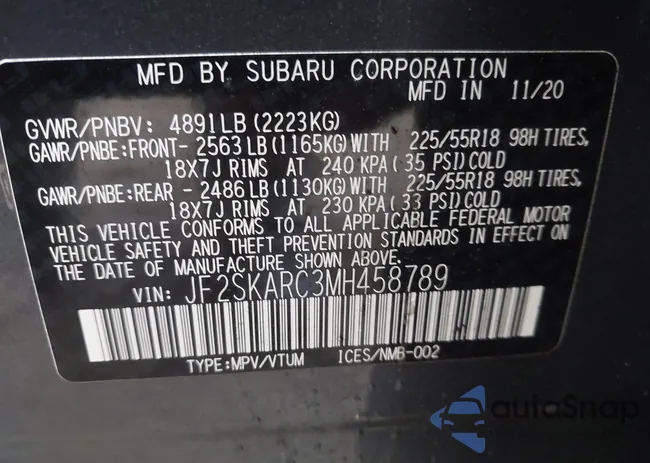 MFD BY SUBARU CORPORATION
MFD IN 11/20
GVWR/PNBV: 4891LB (2223KG)
GAWR/PNBE:FRONT- 2563LB (1165KG)WITH 225/55R18 98H TIRES,
18X7J RIMS AT 240 KPA (35 PSI)COLD
GAWR/PNBE:REAR - 2486LB (1130KG)WITH 225/55R18 98H TIRES,
18X7J RIMS AT 230 KPA (33 PSI)COLD
THIS VEHICLE CONFORMS TO ALL APPLICABLE FEDERAL MOTOR
VEHICLE SAFETY AND THEFT PREVENTION STANDARDS IN EFFECT ON
THE DATE OF MANUFACTURE SHOWN ABOVE.
VIN: JF2SKARC3MH458789
TYPE:MPV/VTUM ICES/NMB-002
autoSnap